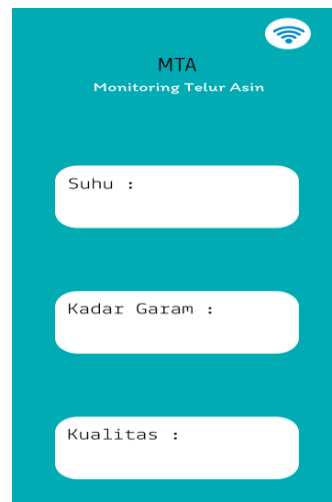 MTA
Monitoring Telur Asin
Suhu :
Kadar Garam :
Kualitas :